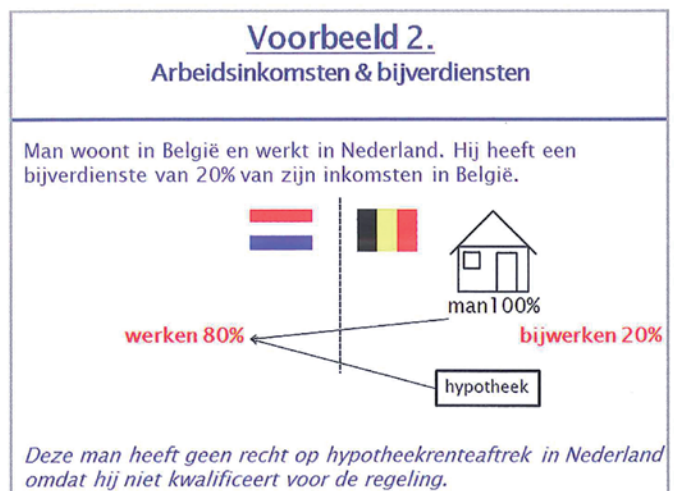 Voorbeeld 2.
Arbeidsinkomsten & bijverdiensten
Man woont in België en werkt in Nederland. Hij heeft een
bijverdienste van 20% van zijn inkomsten in België.
man100%
werken 80%
bijwerken 20%
hypotheek
Deze man heeft geen recht op hypotheekrenteaftrek in Nederland
omdat hij niet kwalificeert voor de regeling.